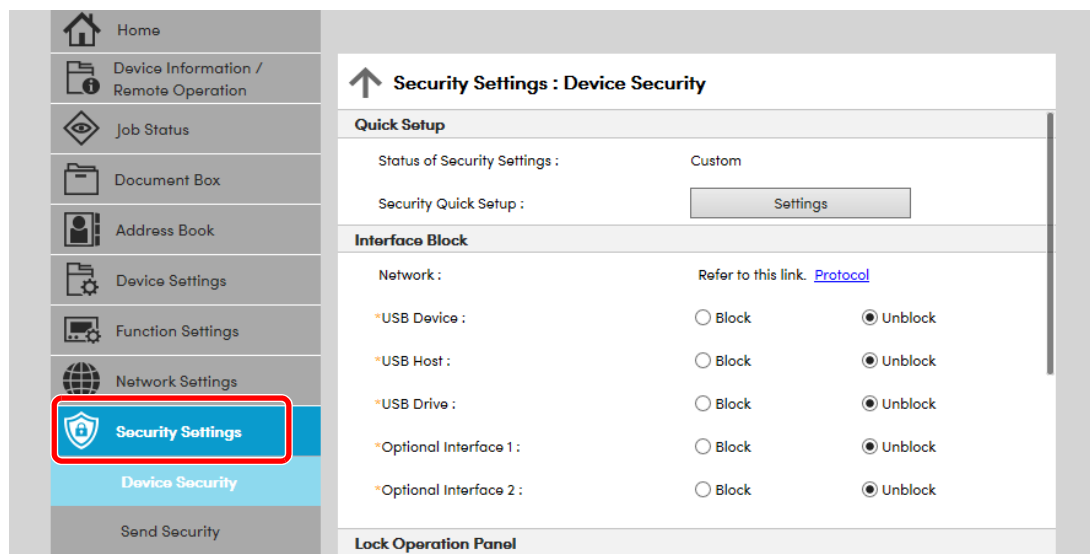 Home
Device Information /
Remote Operation
Job Status
Document Box
Address Book
Device Settings
Function Settings
Network Settings
Security Settings
Device Security
Send Security
Security Settings : Device Security
Quick Setup
Status of Security Settings : Custom
Security Quick Setup : Settings
Interface Block
Network : Refer to this link. Protocol
*USB Device : Block Unblock
*USB Host : Block Unblock
*USB Drive : Block Unblock
*Optional Interface 1 : Block Unblock
*Optional Interface 2 : Block Unblock
Lock Operation Panel